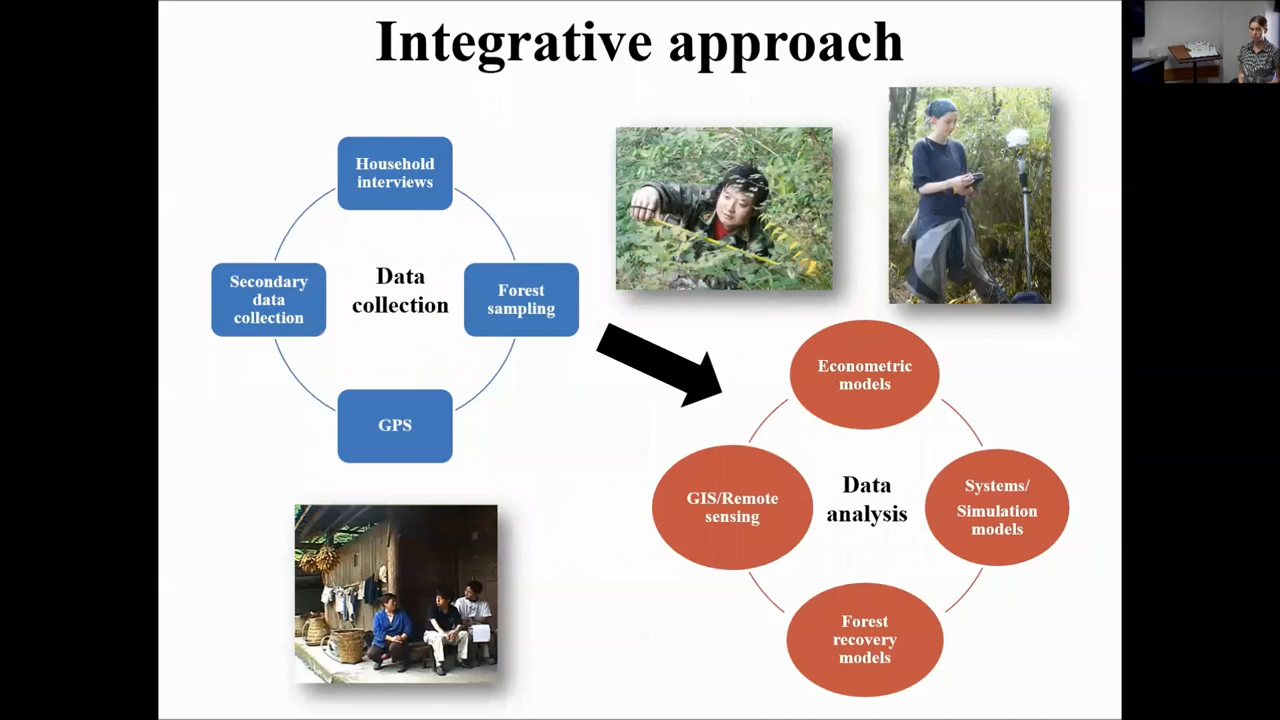 Integrative approach
Household
interviews
Secondary
data
collection
Data
collection
Forest
sampling
GPS
Econometric
models
GIS/Remote
sensing
Data
analysis
Systems/
Simulation
models
Forest
recovery
models